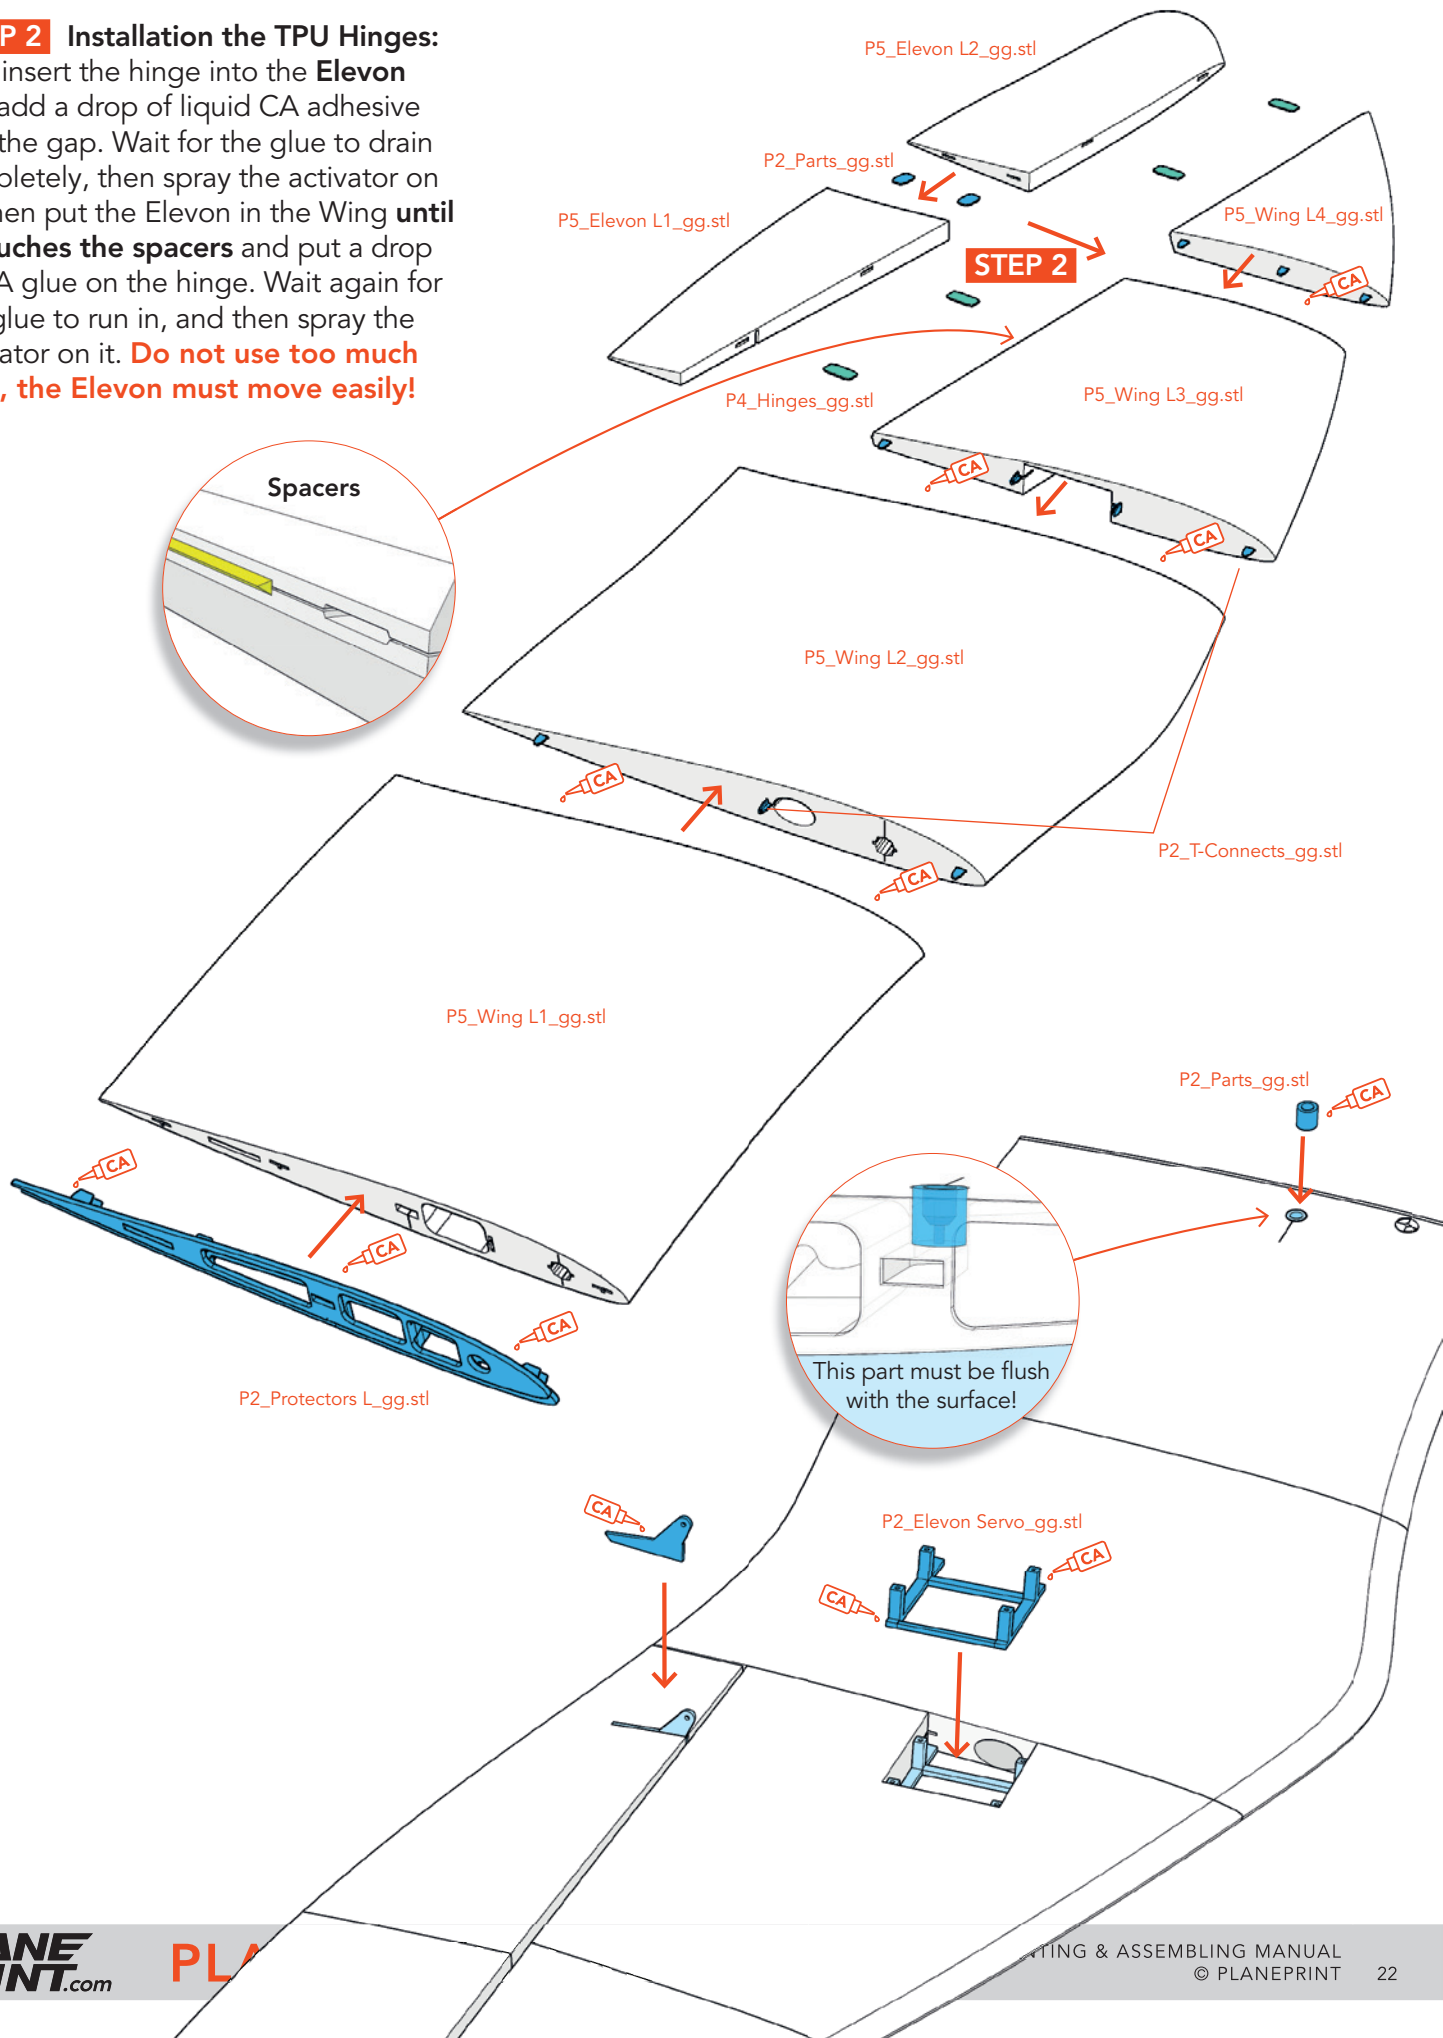 P 2 Installation the TPU Hinges:
insert the hinge into the Elevon
add a drop of liquid CA adhesive
the gap. Wait for the glue to drain
pletely, then spray the activator on
hen put the Elevon in the Wing until
uches the spacers and put a drop
A glue on the hinge. Wait again for
glue to run in, and then spray the
ator on it. Do not use too much
, the Elevon must move easily!
P5_Elevon L2_gg.stl
P2_Parts_gg.stl
P5_Elevon L1_gg.stl
P5_Wing L4_gg.stl
STEP 2
CA
P4_Hinges_gg.stl
P5_Wing L3_gg.stl
CA
CA
Spacers
P5_Wing L2_gg.stl
CA
CA
P2_T-Connects_gg.stl
P5_Wing L1_gg.stl
P2_Parts_gg.stl
CA
CA
CA
CA
P2_Protectors L_gg.stl
This part must be flush
with the surface!
CA
P2_Elevon Servo_gg.stl
CA
CA
ANE
INT.com
PLA
TING & ASSEMBLING MANUAL
© PLANEPRINT 22